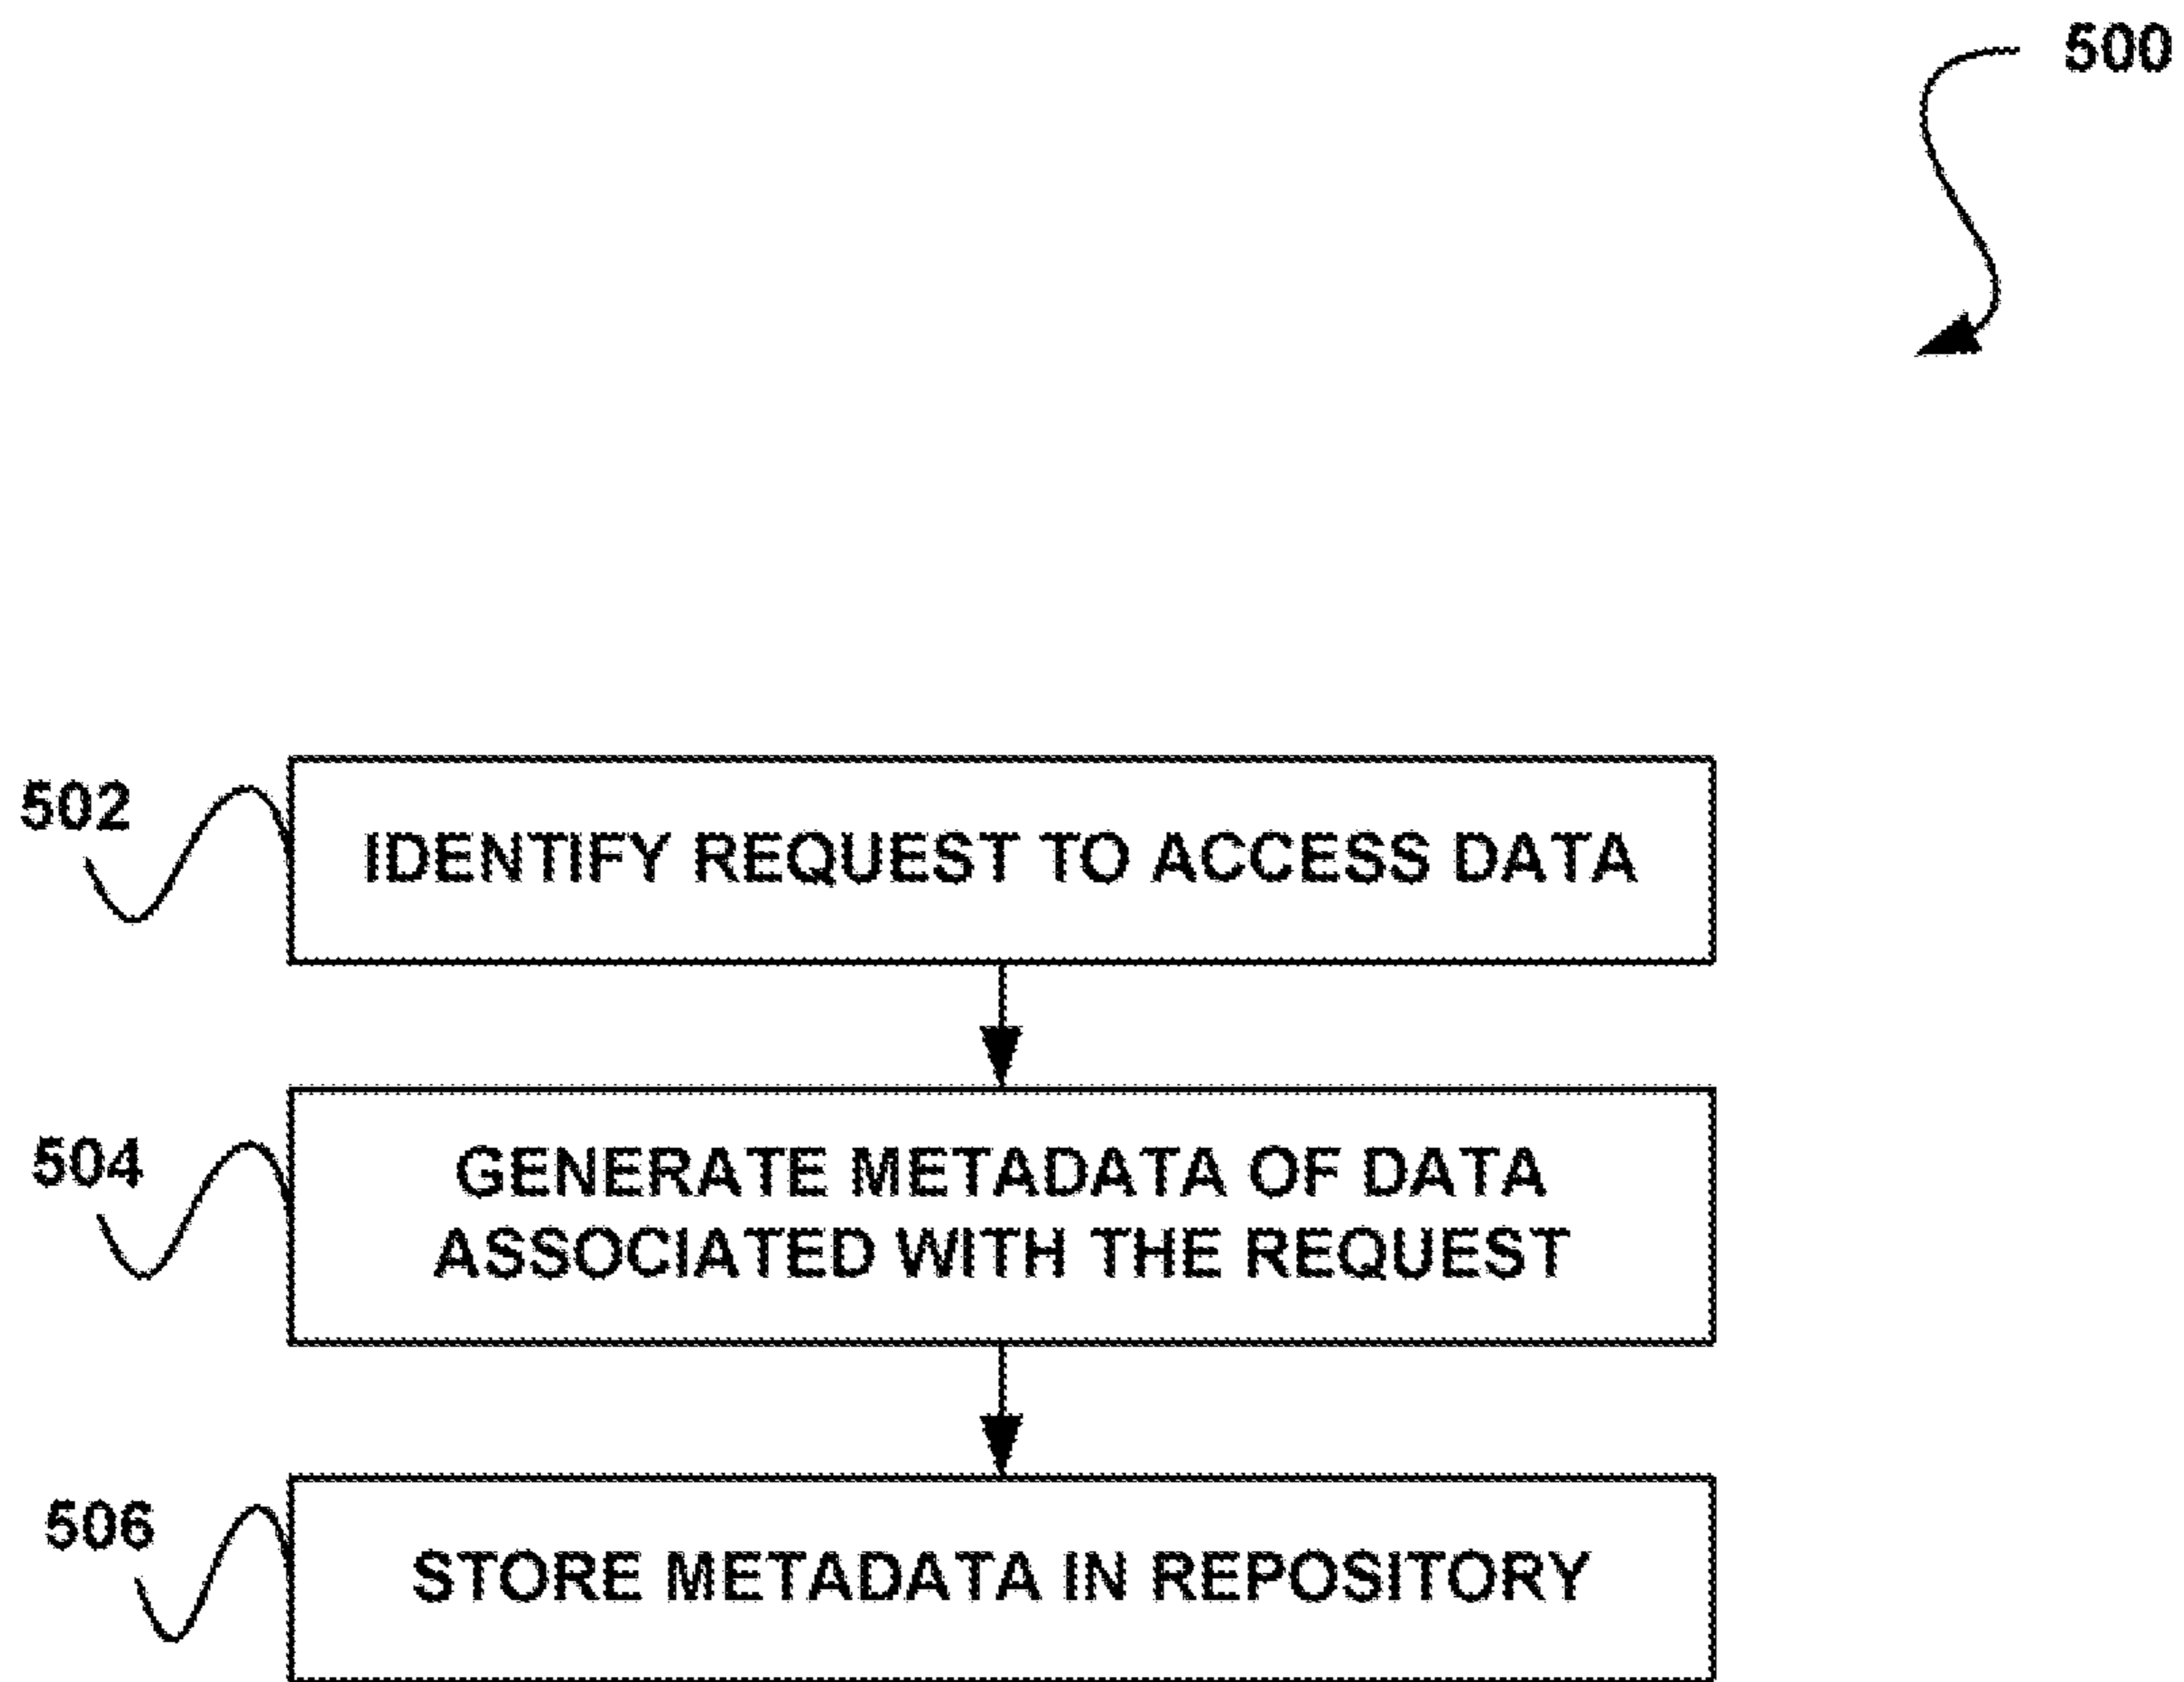 500
502
IDENTIFY REQUEST TO ACCESS DATA
504
GENERATE METADATA OF DATA
ASSOCIATED WITH THE REQUEST
506
STORE METADATA IN REPOSITORY